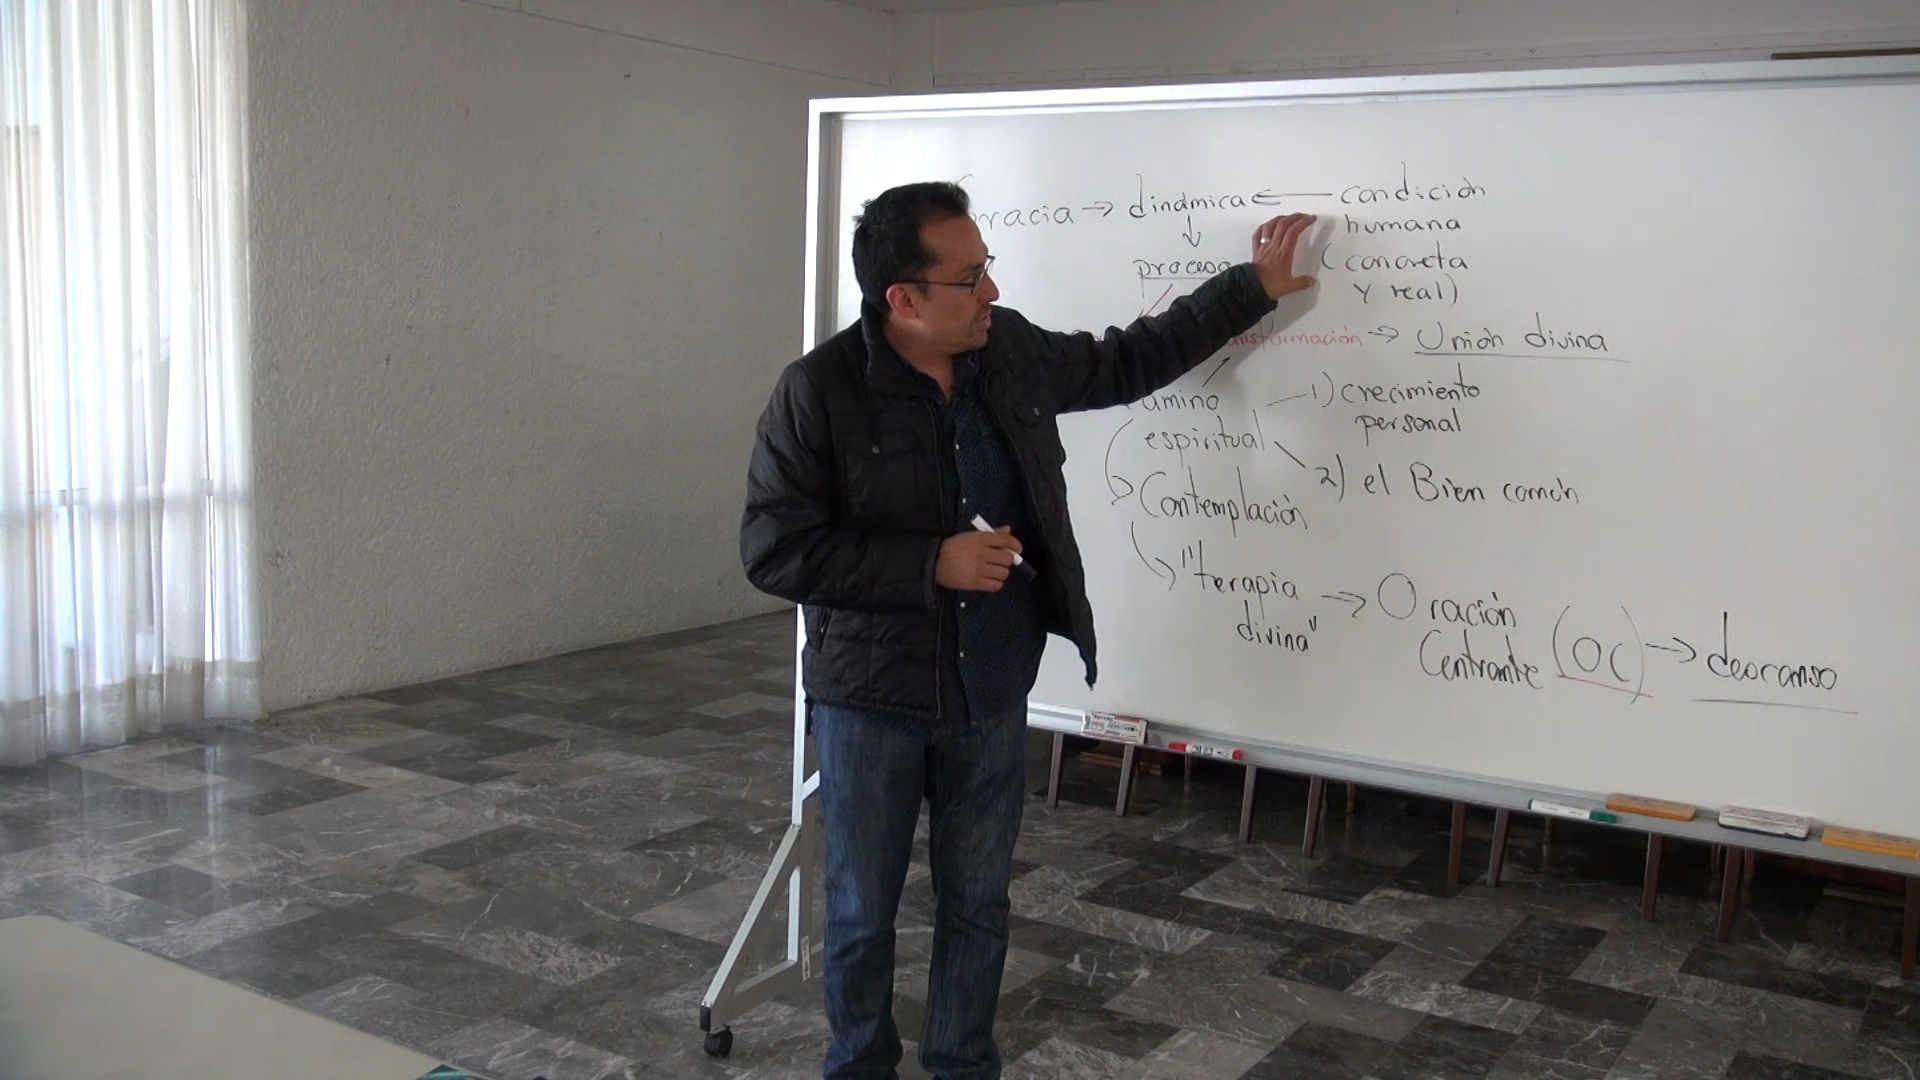 racia → dinámica ← condición
humana
proceso (concreta
y real)
ansformación → Unión divina
amino 1) crecimiento
espiritual personal
Contemplación 2) el Bien común
"terapia → Oración
divina" Centrante (OC) → descanso